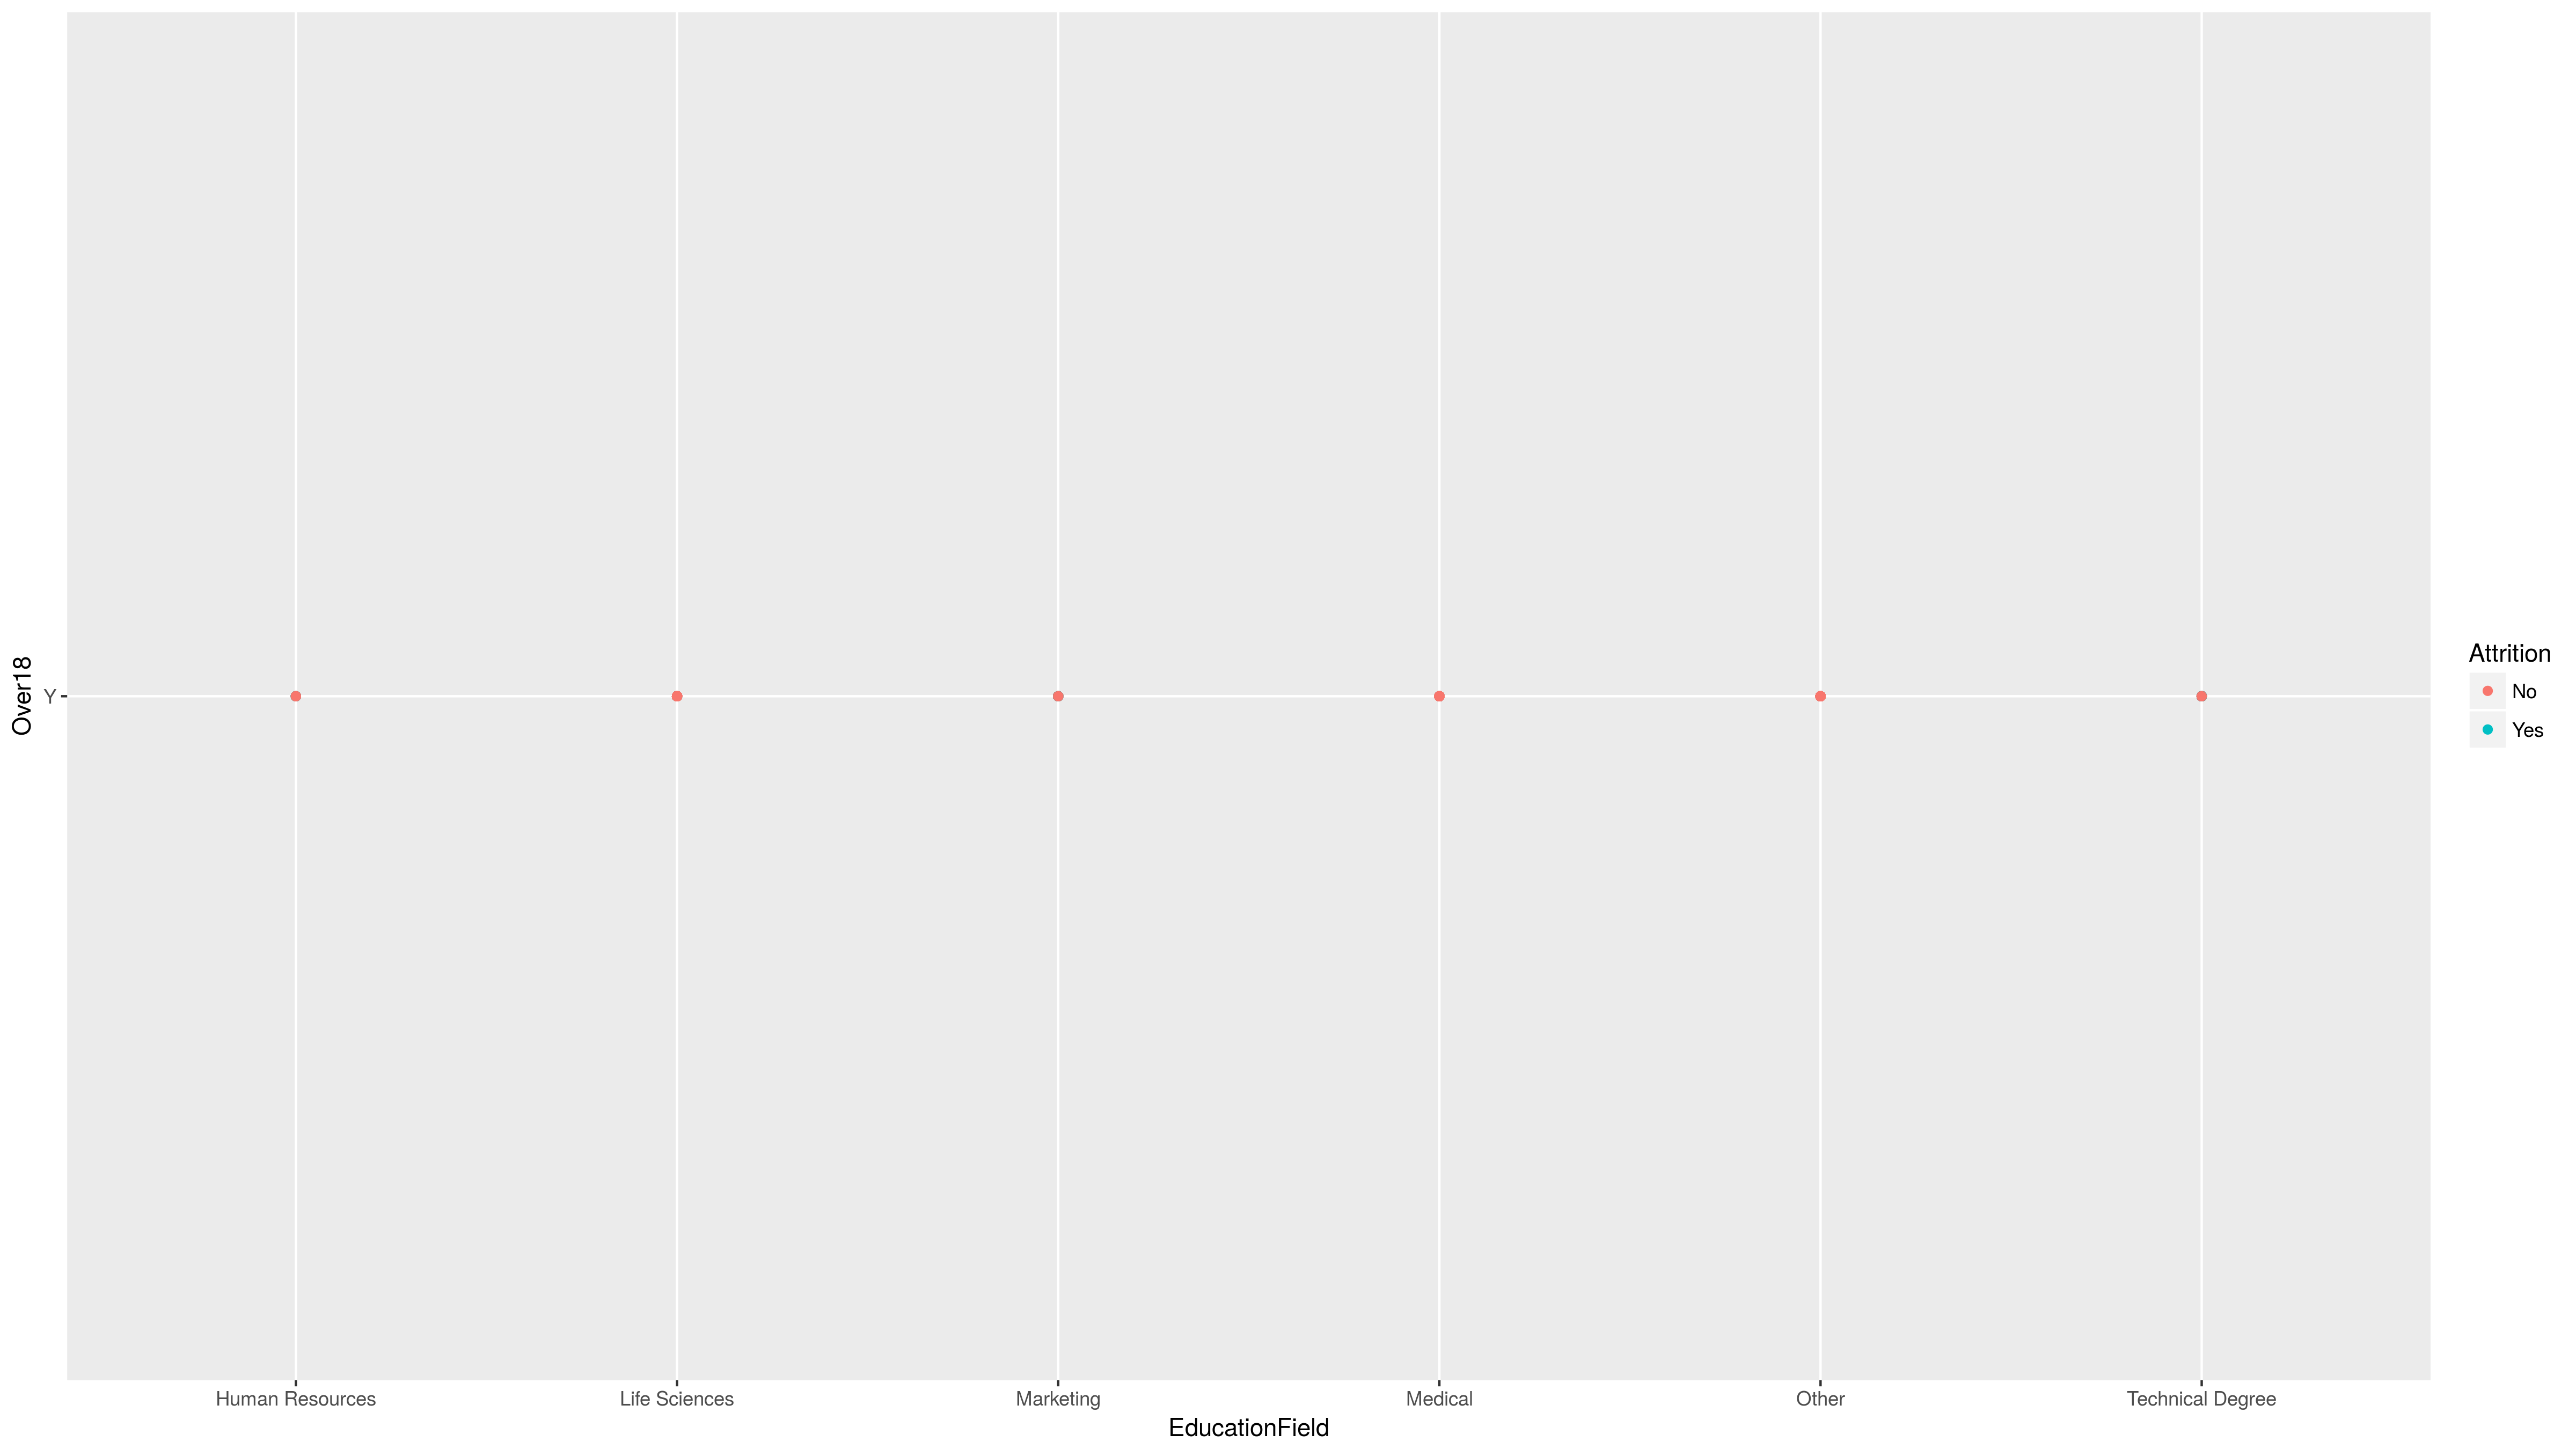 Over18
Y
Attrition
No
Yes
Human Resources
Life Sciences
Marketing
Medical
Other
Technical Degree
EducationField